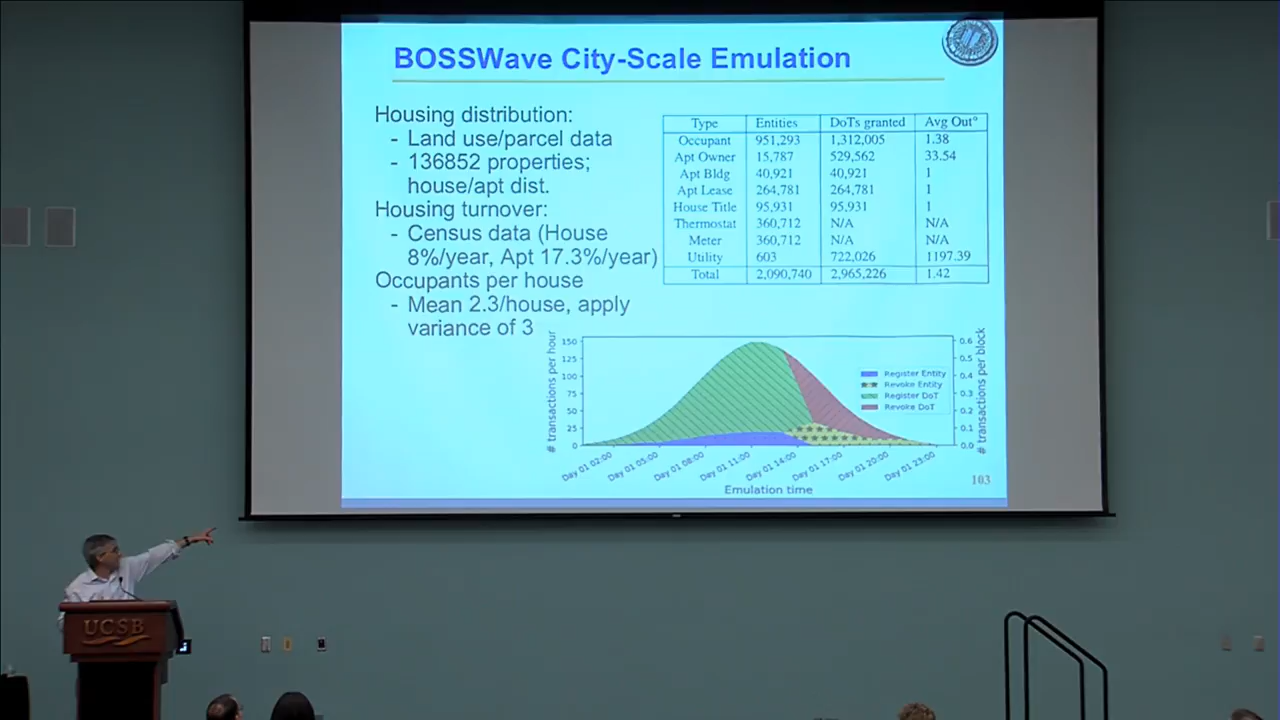 BOSSWave City-Scale Emulation
Housing distribution:
- Land use/parcel data
- 136852 properties;
house/apt dist.
Housing turnover:
- Census data (House
8%/year, Apt 17.3%/year)
Occupants per house
- Mean 2.3/house, apply
variance of 3
Type Entities DoTs granted Avg Out°
Occupant 951,293 1,312,005 1.38
Apt Owner 15,787 529,562 33.54
Apt Bldg 40,921 40,921 1
Apt Lease 264,781 264,781 1
House Title 95,931 95,931 1
Thermostat 360,712 N/A N/A
Meter 360,712 N/A N/A
Utility 603 722,026 1197.39
Total 2,090,740 2,965,226 1.42
# transactions per hour
150
125
100
75
50
25
0
Register Entity
Revoke Entity
Register DoT
Revoke DoT
0.6
0.5
0.4
0.3
0.2
0.1
0.0
# transactions per block
Day 01 02:00
Day 01 05:00
Day 01 08:00
Day 01 11:00
Day 01 14:00
Day 01 17:00
Day 01 20:00
Day 01 23:00
Emulation time
103
UCSB